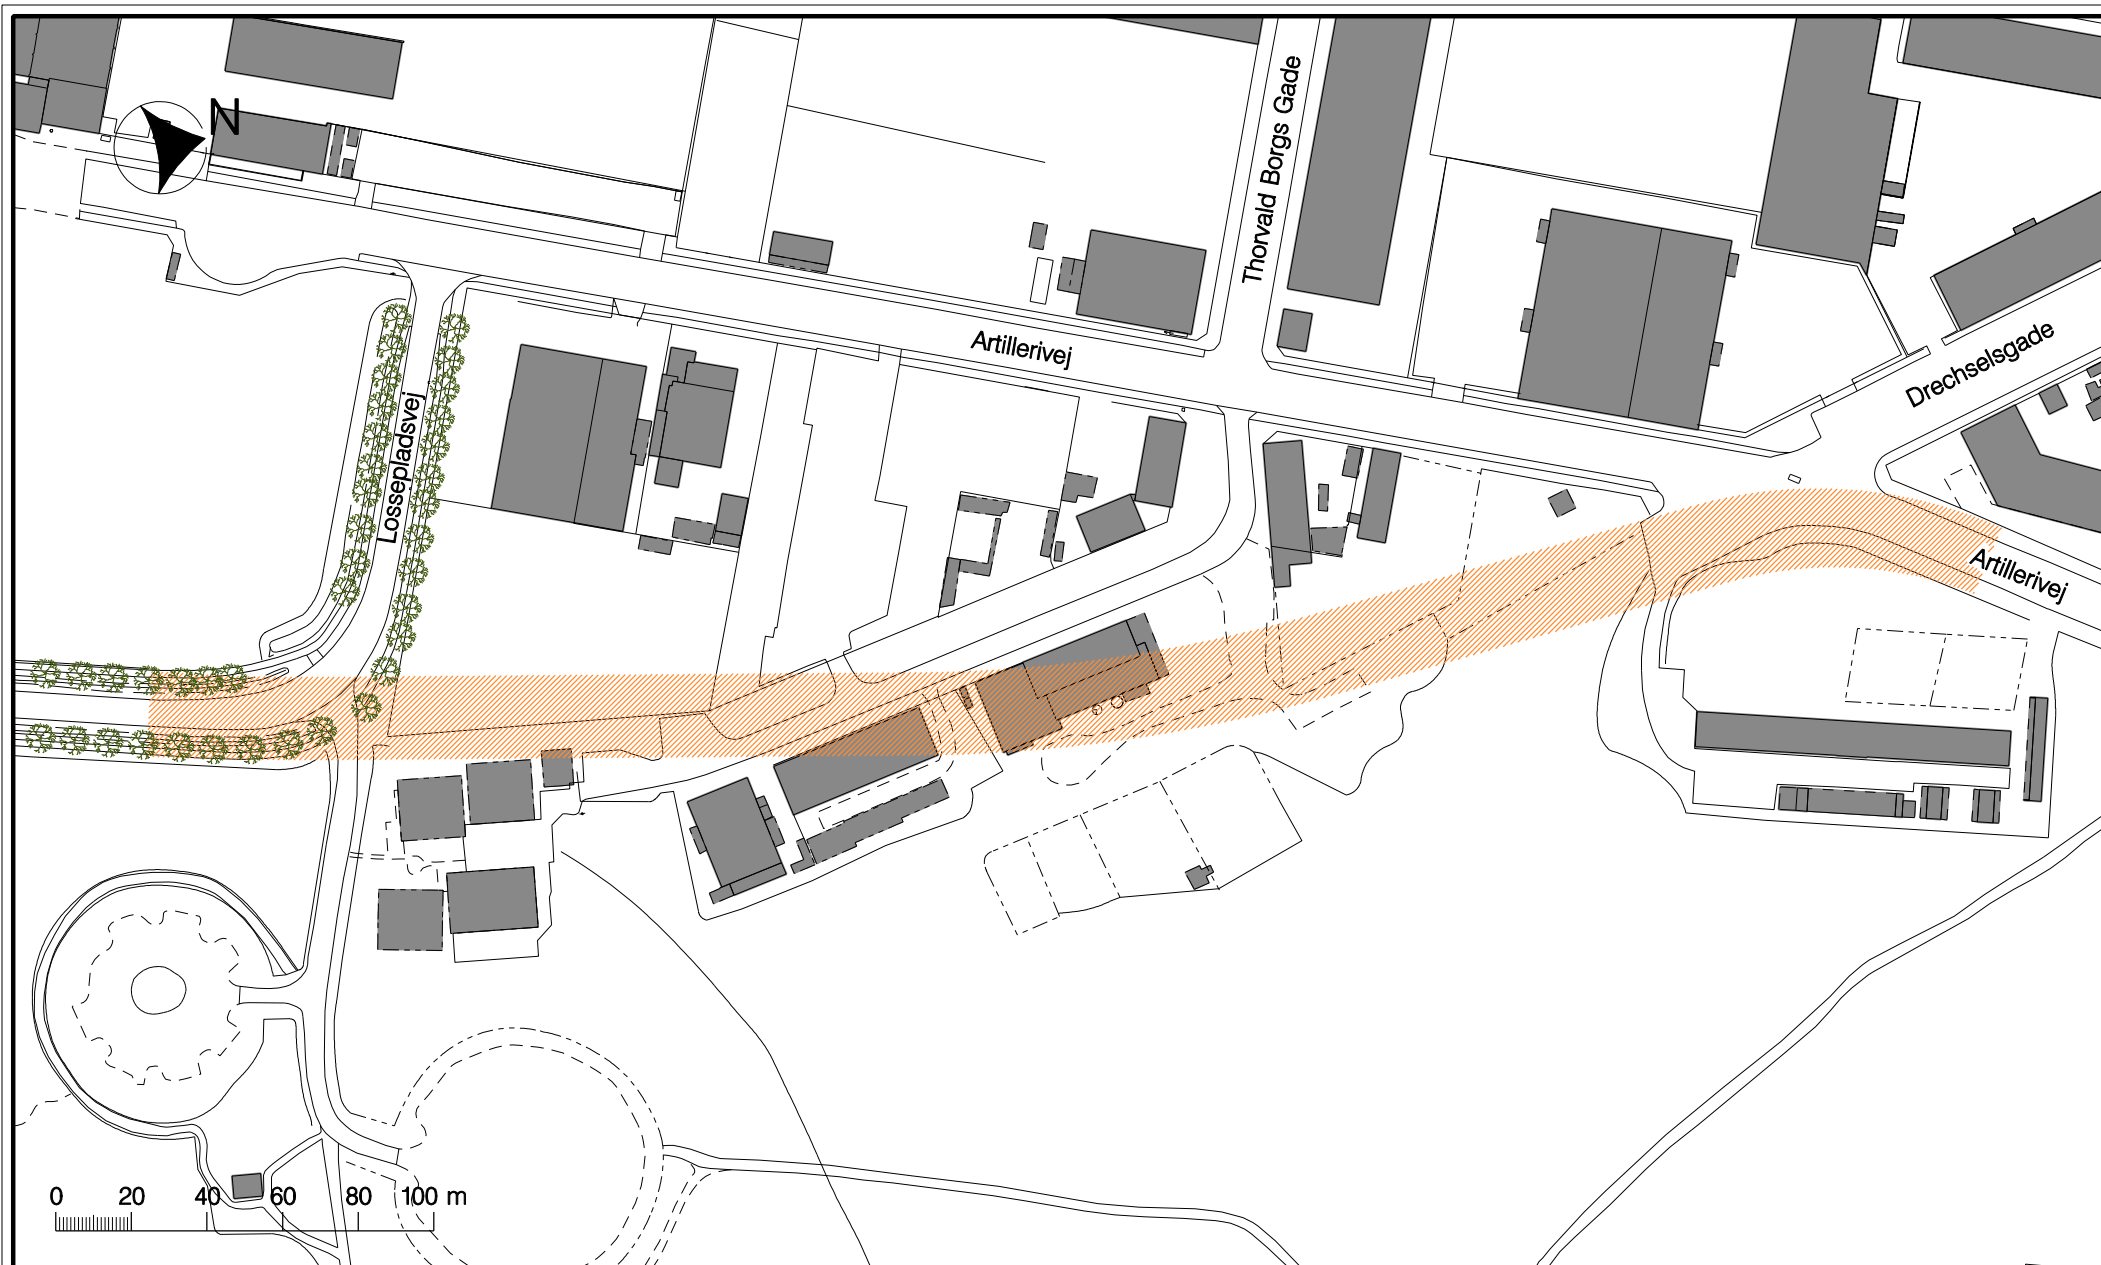 N
Thorvald Borgs Gade
Artillerivej
Drechselsgade
Lossepladsvej
Artillerivej
0 20 40 60 80 100 m